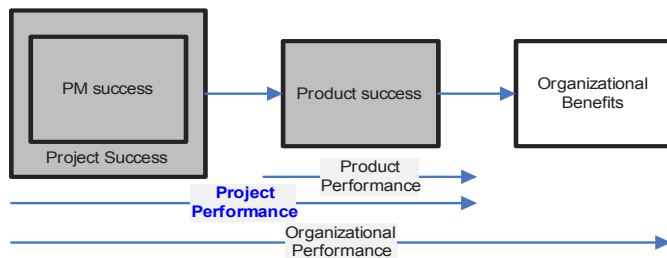 PM success
Project Success
Product success
Organizational
Benefits
Product
Performance
Project
Performance
Organizational
Performance